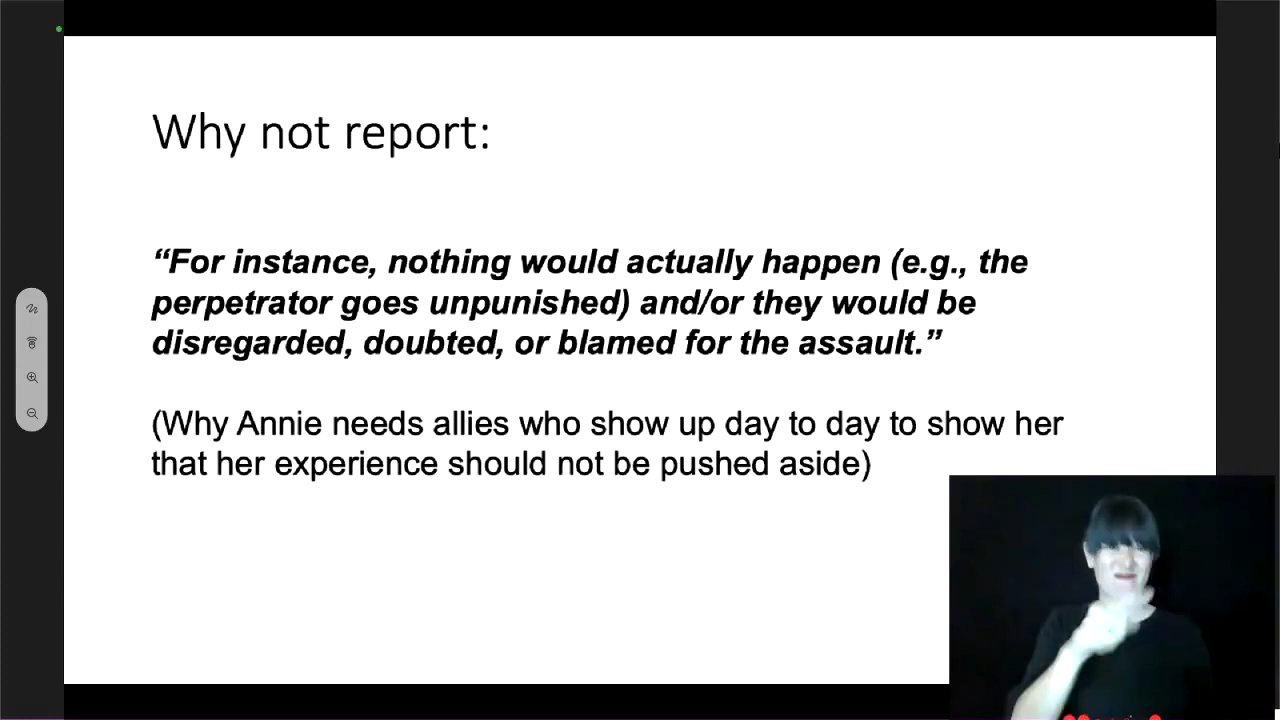 Why not report:
“For instance, nothing would actually happen (e.g., the
perpetrator goes unpunished) and/or they would be
disregarded, doubted, or blamed for the assault.”
(Why Annie needs allies who show up day to day to show her
that her experience should not be pushed aside)